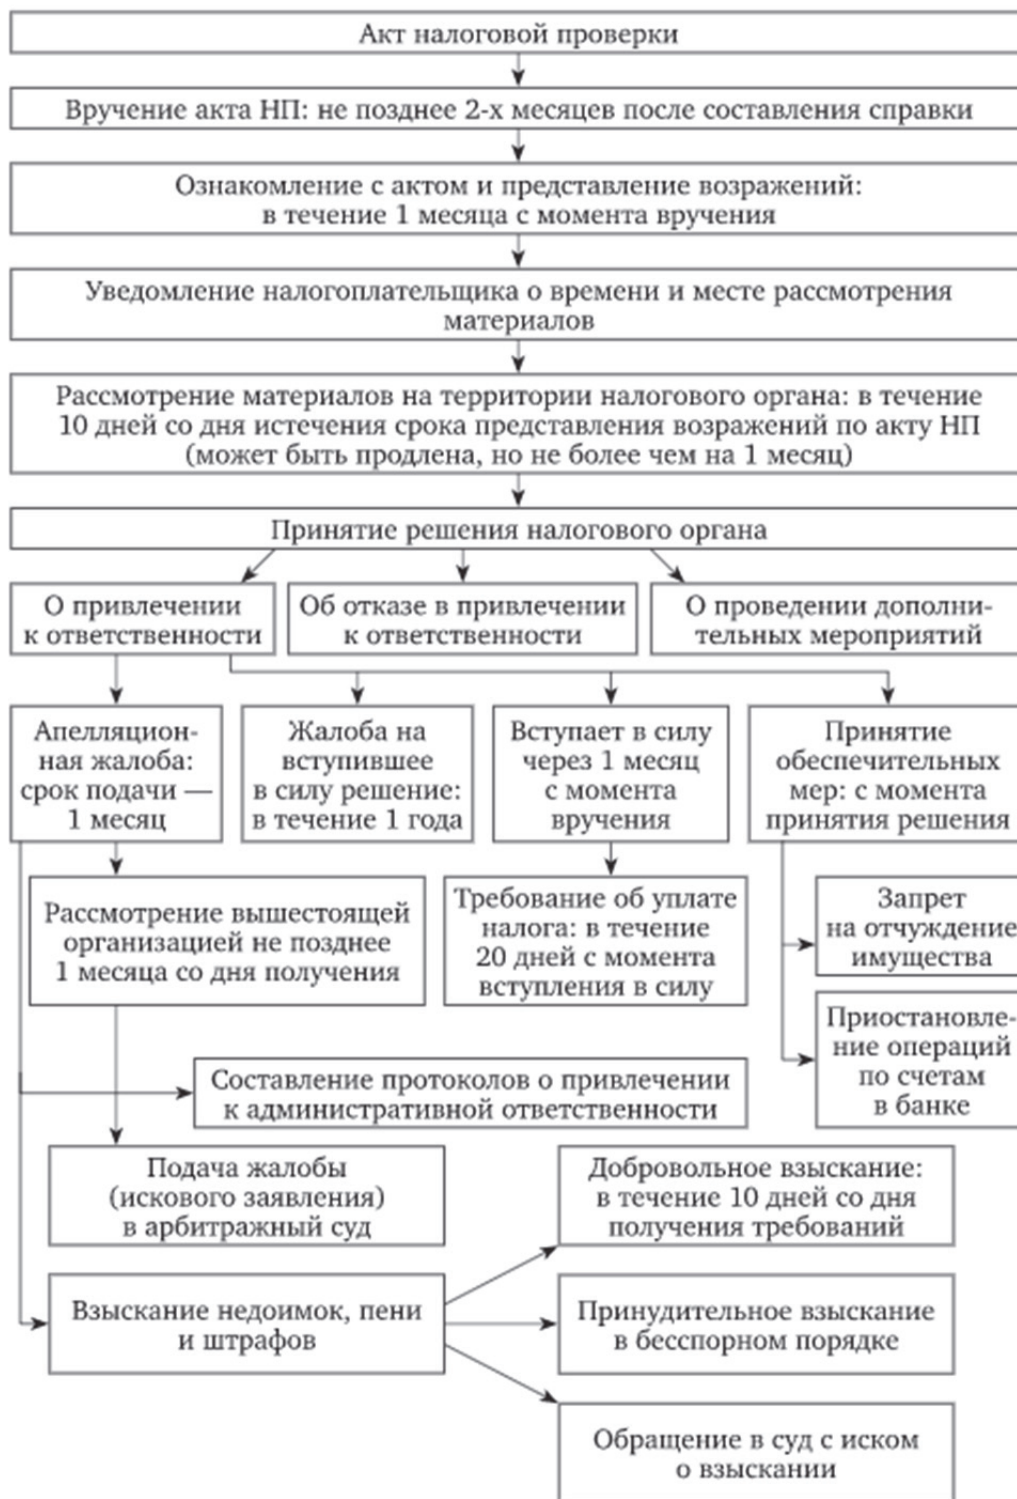 Акт налоговой проверки
Вручение акта НП: не позднее 2-х месяцев после составления справки
Ознакомление с актом и представление возражений:
в течение 1 месяца с момента вручения
Уведомление налогоплательщика о времени и месте рассмотрения
материалов
Рассмотрение материалов на территории налогового органа: в течение
10 дней со дня истечения срока представления возражений по акту НП
(может быть продлена, но не более чем на 1 месяц)
Принятие решения налогового органа
О привлечении
к ответственности
Об отказе в привлечении
к ответственности
О проведении дополни-
тельных мероприятий
Апелляцион-
ная жалоба:
срок подачи —
1 месяц
Жалоба на
вступившее
в силу решение:
в течение 1 года
Вступает в силу
через 1 месяц
с момента
вручения
Принятие
обеспечительных
мер: с момента
принятия решения
Рассмотрение вышестоящей
организацией не позднее
1 месяца со дня получения
Требование об уплате
налога: в течение
20 дней с момента
вступления в силу
Запрет
на отчуждение
имущества
Приостановле-
ние операций
по счетам
в банке
Составление протоколов о привлечении
к административной ответственности
Подача жалобы
(искового заявления)
в арбитражный суд
Добровольное взыскание:
в течение 10 дней со дня
получения требований
Взыскание недоимок, пени
и штрафов
Принудительное взыскание
в бесспорном порядке
Обращение в суд с иском
о взыскании